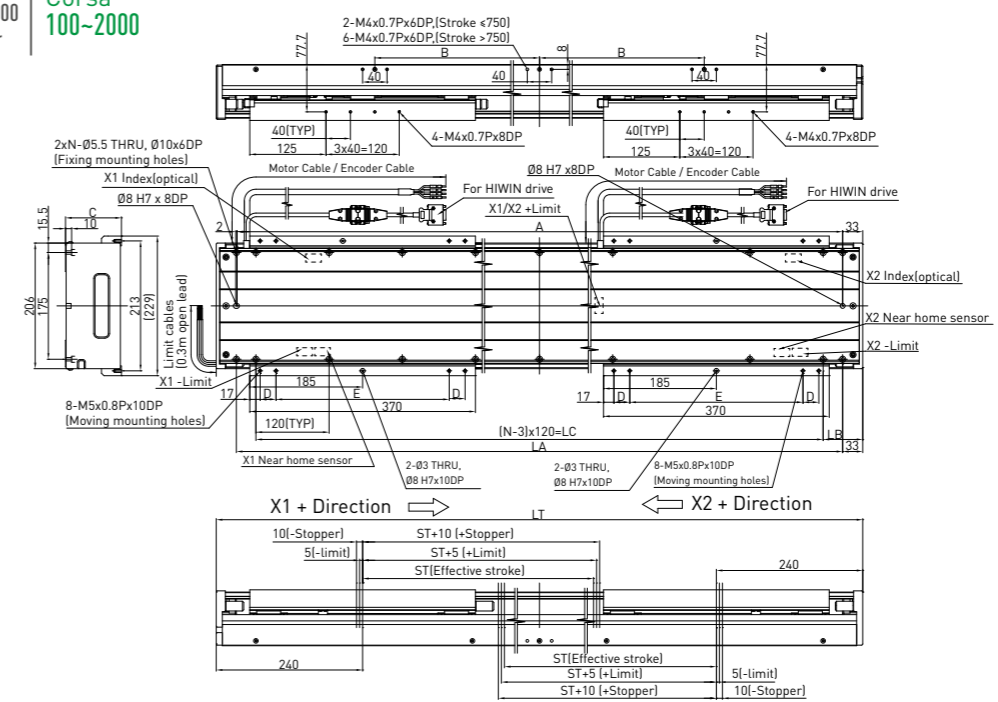 100~2000
2-M4x0.7Px6DP,(Stroke ≤750)
6-M4x0.7Px6DP,(Stroke >750)
77.7
B
8
B
77.7
40
40
40
40(TYP)
4-M4x0.7Px8DP
40(TYP)
4-M4x0.7Px8DP
125
3x40=120
125
3x40=120
2xN-Ø5.5 THRU, Ø10x6DP
(Fixing mounting holes)
Motor Cable / Encoder Cable
Ø8 H7 x8DP
Motor Cable / Encoder Cable
X1 Index(optical)
For HIWIN drive
For HIWIN drive
Ø8 H7 x 8DP
X1/X2 +Limit
15.5
C
10
2
A
33
X2 Index(optical)
206
175
213
(229)
Limit cables
(0.3m open lead)
X2 Near home sensor
X2 -Limit
X1 -Limit
17
D
185
E
D
17
D
185
E
D
370
370
8-M5x0.8Px10DP
(Moving mounting holes)
120(TYP)
(N-3)x120=LC
LB
LA
33
X1 Near home sensor
2-Ø3 THRU,
Ø8 H7x10DP
2-Ø3 THRU,
Ø8 H7x10DP
8-M5x0.8Px10DP
(Moving mounting holes)
X1 + Direction
X2 + Direction
LT
10(-Stopper)
ST+10 (+Stopper)
5(-limit)
ST+5 (+Limit)
ST(Effective stroke)
240
240
ST(Effective stroke)
ST+5 (+Limit)
5(-limit)
ST+10 (+Stopper)
10(-Stopper)